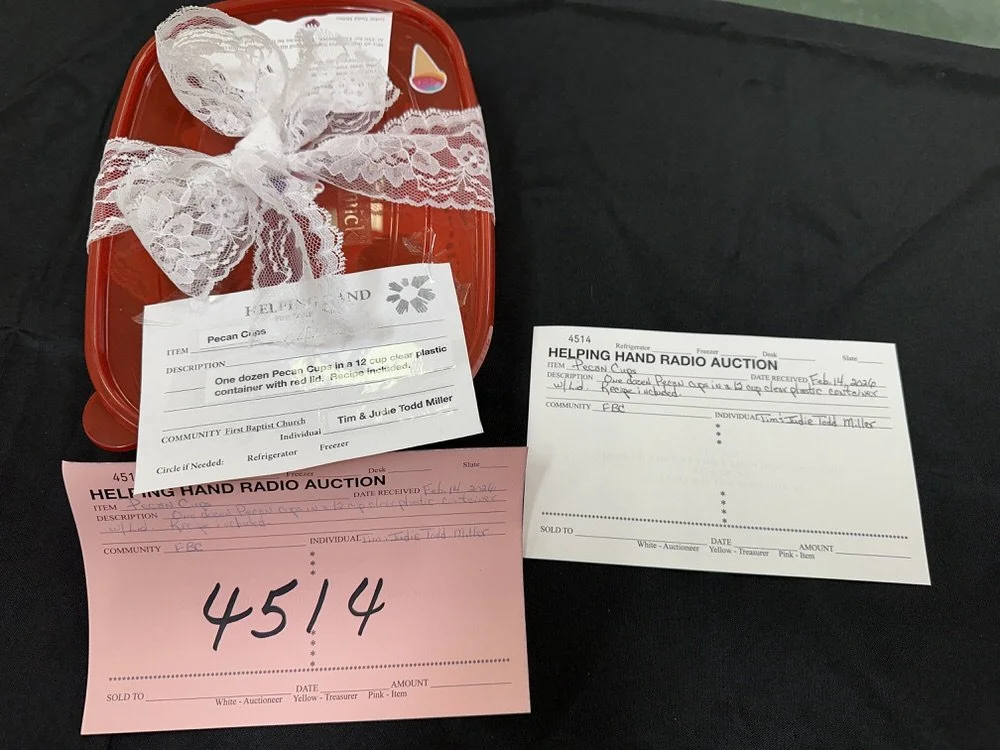 HELPING HAND
ITEM Pecan Cups
DESCRIPTION One dozen Pecan Cups in a 12 cup clear plastic
container with red lid. Recipe included.
COMMUNITY First Baptist Church
Individual Tim & Judie Todd Miller
Circle if Needed: Refrigerator Freezer
4514
Refrigerator Freezer Desk Slate
HELPING HAND RADIO AUCTION
ITEM Pecan Cups
DATE RECEIVED Feb. 14, 2026
DESCRIPTION One dozen Pecan cups in a 12 cup clear plastic container
w/Lid. Recipe included.
COMMUNITY FBC
INDIVIDUAL Tim & Judie Todd Miller
SOLD TO DATE AMOUNT
White - Auctioneer Yellow - Treasurer Pink - Item
451
Freezer Desk Slate
HELPING HAND RADIO AUCTION
ITEM Pecan Cups
DATE RECEIVED Feb. 14, 2026
DESCRIPTION One dozen Pecan cups in a 12 cup clear plastic container
w/Lid Recipe included.
COMMUNITY FBC
INDIVIDUAL Tim & Judie Todd Miller
4514
SOLD TO DATE AMOUNT
White - Auctioneer Yellow - Treasurer Pink - Item